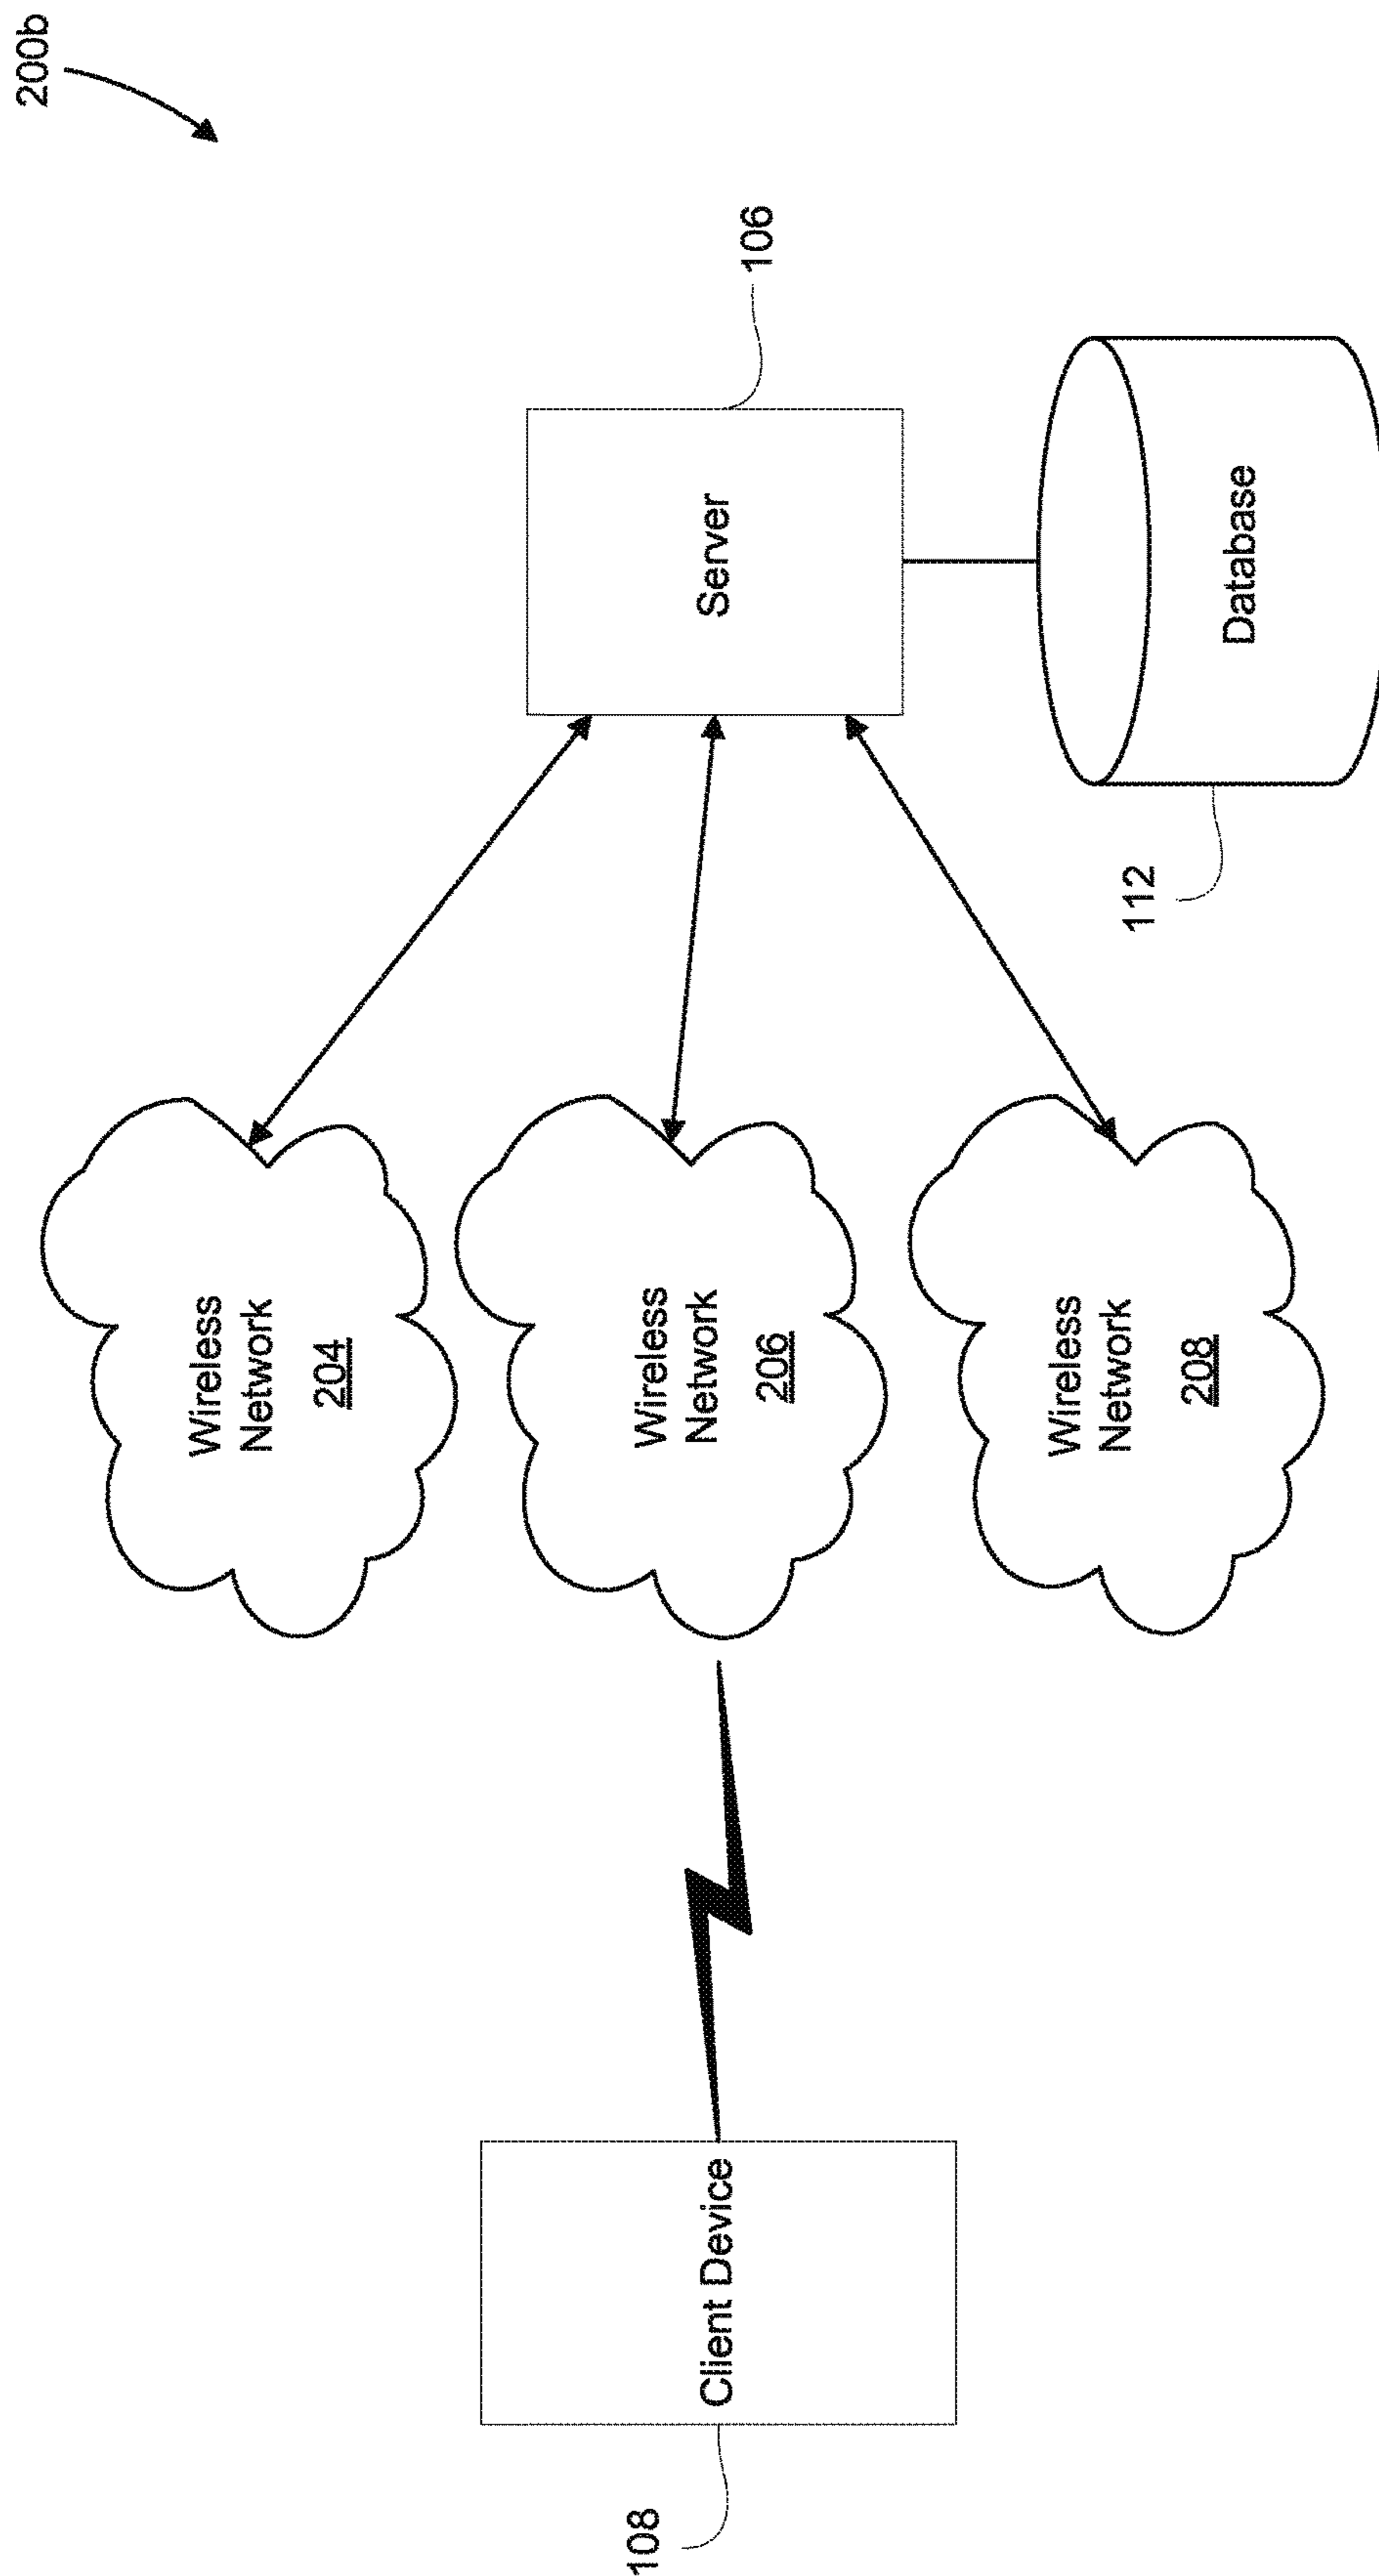 200b
Wireless
Network
204
Wireless
Network
206
Wireless
Network
208
Server
106
Client Device
108
Database
112